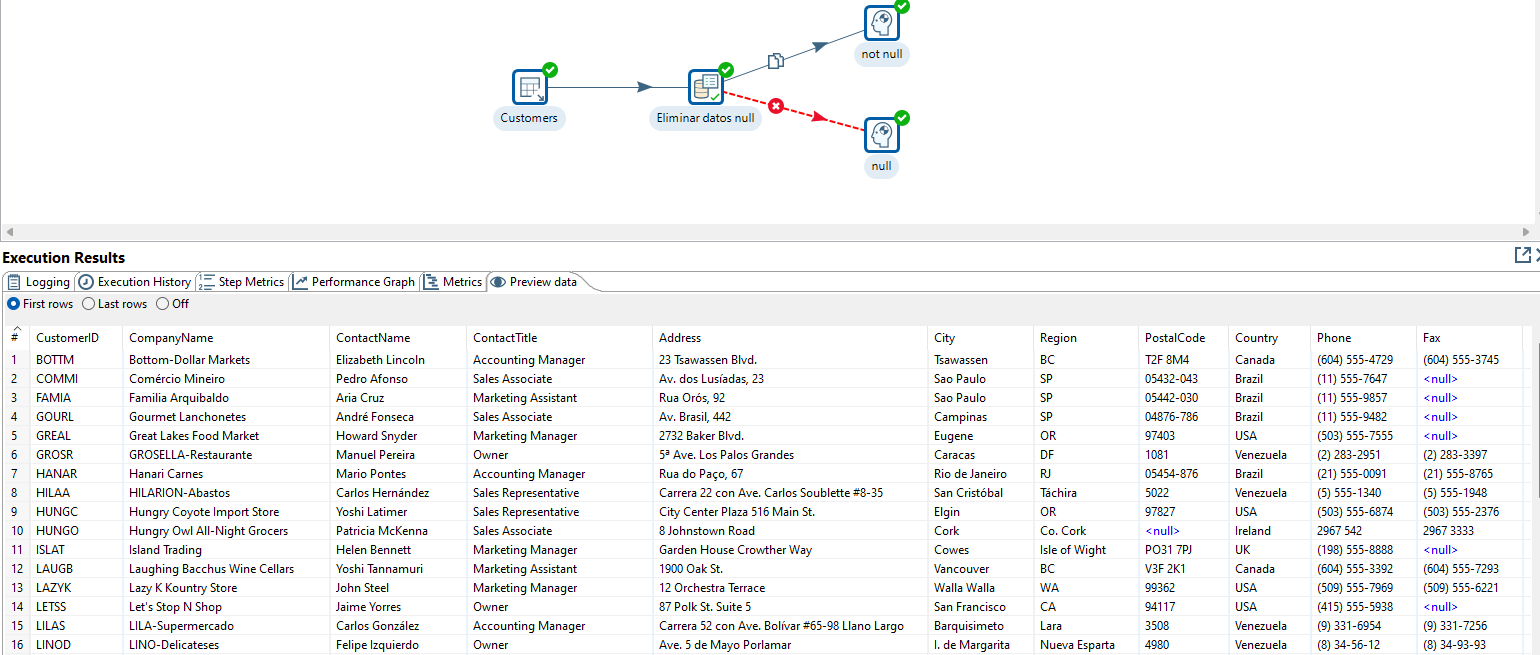 not null
Customers
Eliminar datos null
null
Execution Results
Logging Execution History Step Metrics Performance Graph Metrics Preview data
First rows Last rows Off
# CustomerID CompanyName ContactName ContactTitle Address City Region PostalCode Country Phone Fax
1 BOTTM Bottom-Dollar Markets Elizabeth Lincoln Accounting Manager 23 Tsawassen Blvd. Tsawassen BC T2F 8M4 Canada (604) 555-4729 (604) 555-3745
2 COMMI Comércio Mineiro Pedro Afonso Sales Associate Av. dos Lusíadas, 23 Sao Paulo SP 05432-043 Brazil (11) 555-7647 <null>
3 FAMIA Familia Arquibaldo Aria Cruz Marketing Assistant Rua Orós, 92 Sao Paulo SP 05442-030 Brazil (11) 555-9857 <null>
4 GOURL Gourmet Lanchonetes André Fonseca Sales Associate Av. Brasil, 442 Campinas SP 04876-786 Brazil (11) 555-9482 <null>
5 GREAL Great Lakes Food Market Howard Snyder Marketing Manager 2732 Baker Blvd. Eugene OR 97403 USA (503) 555-7555 <null>
6 GROSR GROSELLA-Restaurante Manuel Pereira Owner 5ª Ave. Los Palos Grandes Caracas DF 1081 Venezuela (2) 283-2951 (2) 283-3397
7 HANAR Hanari Carnes Mario Pontes Accounting Manager Rua do Paço, 67 Rio de Janeiro RJ 05454-876 Brazil (21) 555-0091 (21) 555-8765
8 HILAA HILARION-Abastos Carlos Hernández Sales Representative Carrera 22 con Ave. Carlos Soublette #8-35 San Cristóbal Táchira 5022 Venezuela (5) 555-1340 (5) 555-1948
9 HUNGC Hungry Coyote Import Store Yoshi Latimer Sales Representative City Center Plaza 516 Main St. Elgin OR 97827 USA (503) 555-6874 (503) 555-2376
10 HUNGO Hungry Owl All-Night Grocers Patricia McKenna Sales Associate 8 Johnstown Road Cork Co. Cork <null> Ireland 2967 542 2967 3333
11 ISLAT Island Trading Helen Bennett Marketing Manager Garden House Crowther Way Cowes Isle of Wight PO31 7PJ UK (198) 555-8888 <null>
12 LAUGB Laughing Bacchus Wine Cellars Yoshi Tannamuri Marketing Assistant 1900 Oak St. Vancouver BC V3F 2K1 Canada (604) 555-3392 (604) 555-7293
13 LAZYK Lazy K Kountry Store John Steel Marketing Manager 12 Orchestra Terrace Walla Walla WA 99362 USA (509) 555-7969 (509) 555-6221
14 LETSS Let's Stop N Shop Jaime Yorres Owner 87 Polk St. Suite 5 San Francisco CA 94117 USA (415) 555-5938 <null>
15 LILAS LILA-Supermercado Carlos González Accounting Manager Carrera 52 con Ave. Bolívar #65-98 Llano Largo Barquisimeto Lara 3508 Venezuela (9) 331-6954 (9) 331-7256
16 LINOD LINO-Delicateses Felipe Izquierdo Owner Ave. 5 de Mayo Porlamar I. de Margarita Nueva Esparta 4980 Venezuela (8) 34-56-12 (8) 34-93-93